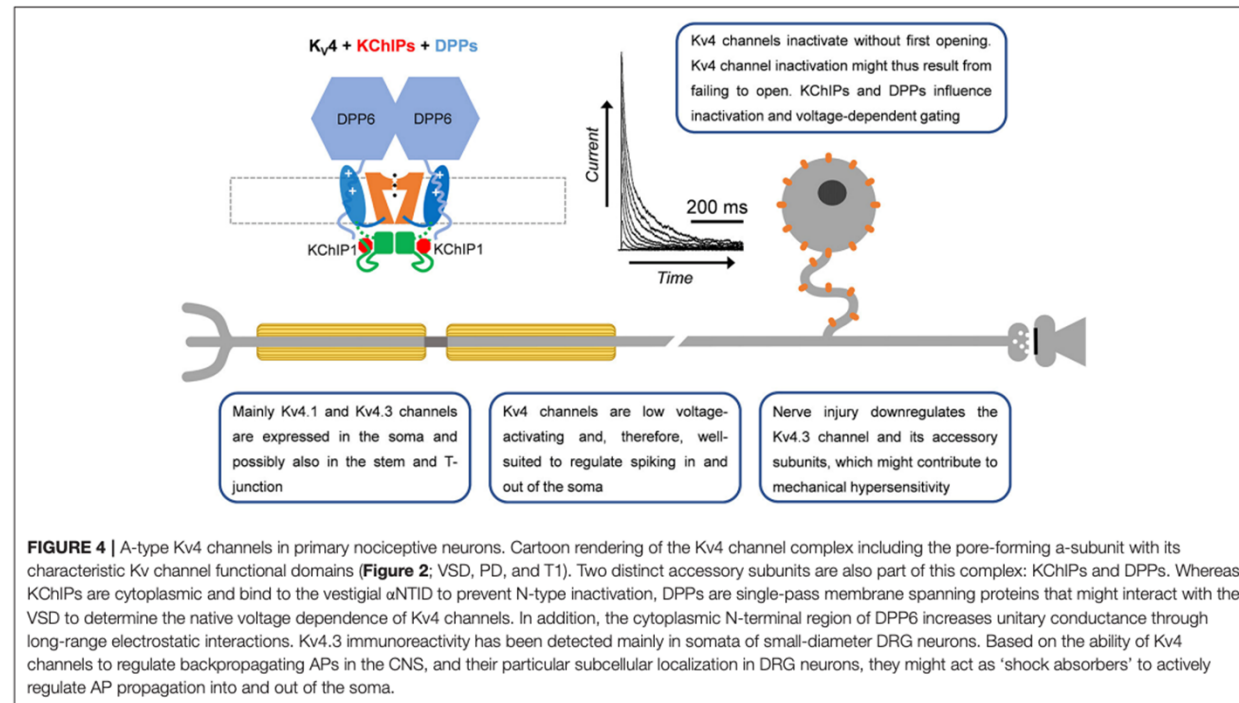 K_V4 + KChIPs + DPPs
DPP6
DPP6
KChIP1
KChIP1
Current
200 ms
Time
Kv4 channels inactivate without first opening.
Kv4 channel inactivation might thus result from
failing to open. KChIPs and DPPs influence
inactivation and voltage-dependent gating
+
+
+
+
Mainly Kv4.1 and Kv4.3 channels
are expressed in the soma and
possibly also in the stem and T-
junction
Kv4 channels are low voltage-
activating and, therefore, well-
suited to regulate spiking in and
out of the soma
Nerve injury downregulates the
Kv4.3 channel and its accessory
subunits, which might contribute to
mechanical hypersensitivity
FIGURE 4 | A-type Kv4 channels in primary nociceptive neurons. Cartoon rendering of the Kv4 channel complex including the pore-forming a-subunit with its
characteristic Kv channel functional domains (Figure 2; VSD, PD, and T1). Two distinct accessory subunits are also part of this complex: KChIPs and DPPs. Whereas
KChIPs are cytoplasmic and bind to the vestigial αNTID to prevent N-type inactivation, DPPs are single-pass membrane spanning proteins that might interact with the
VSD to determine the native voltage dependence of Kv4 channels. In addition, the cytoplasmic N-terminal region of DPP6 increases unitary conductance through
long-range electrostatic interactions. Kv4.3 immunoreactivity has been detected mainly in somata of small-diameter DRG neurons. Based on the ability of Kv4
channels to regulate backpropagating APs in the CNS, and their particular subcellular localization in DRG neurons, they might act as 'shock absorbers' to actively
regulate AP propagation into and out of the soma.